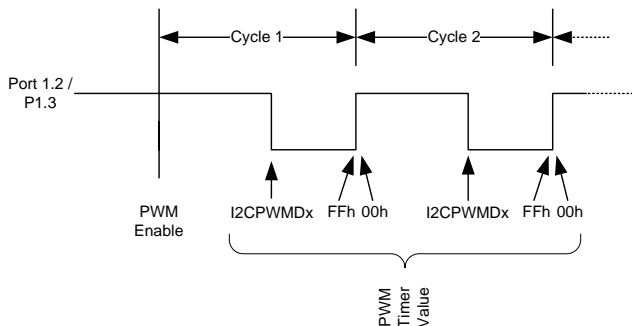 Cycle 1
Cycle 2
Port 1.2 /
P1.3
PWM
Enable
I2CPWMDx
FFh 00h
I2CPWMDx
FFh 00h
PWM
Timer
Value